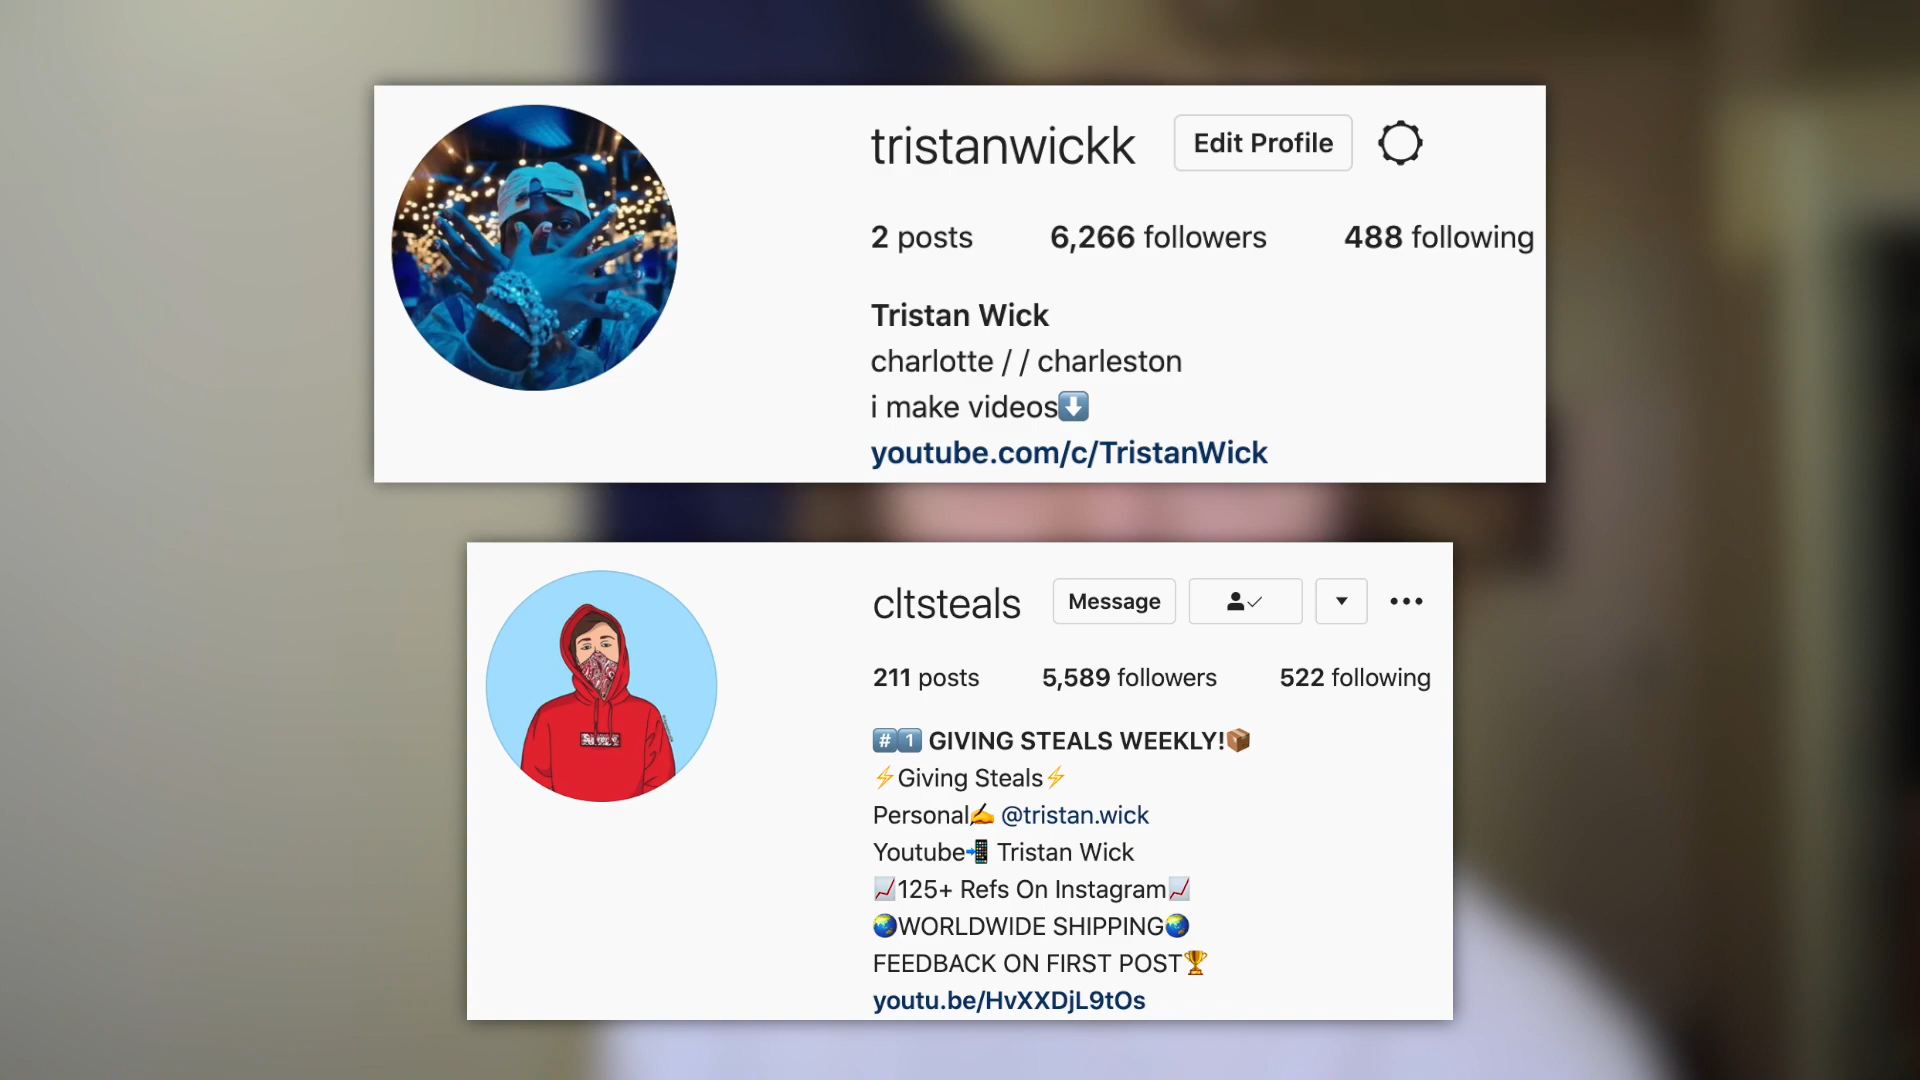 tristanwickk Edit Profile
2 posts 6,266 followers 488 following
Tristan Wick
charlotte / / charleston
i make videos⬇️
youtube.com/c/TristanWick
cltsteals Message
211 posts 5,589 followers 522 following
#️⃣1️⃣ GIVING STEALS WEEKLY!📦
⚡Giving Steals⚡
Personal✍️ @tristan.wick
Youtube📲 Tristan Wick
📈125+ Refs On Instagram📈
🌏WORLDWIDE SHIPPING🌏
FEEDBACK ON FIRST POST🏆
youtu.be/HvXXDjL9tOs